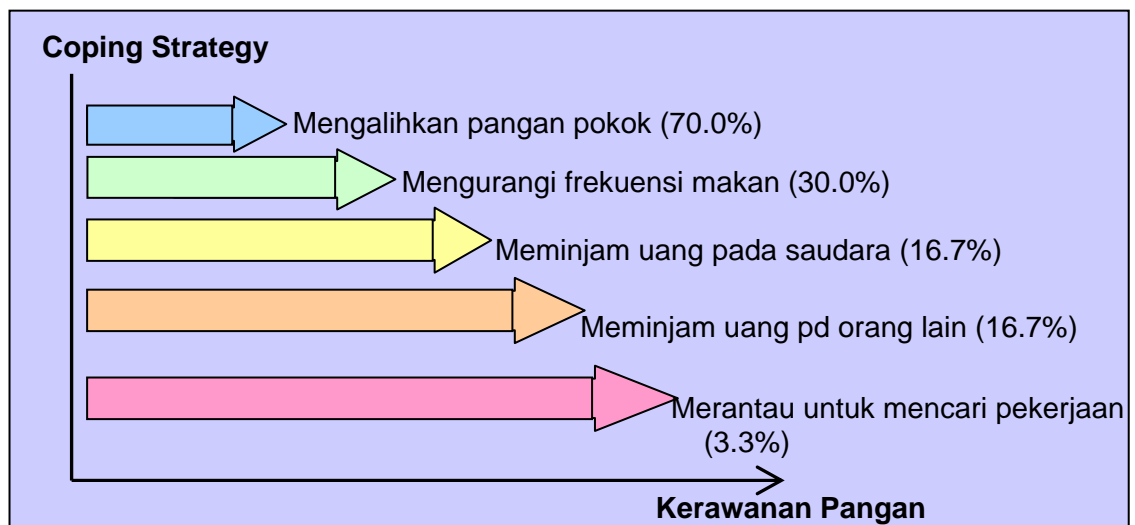 Coping Strategy
Mengalihkan pangan pokok (70.0%)
Mengurangi frekuensi makan (30.0%)
Meminjam uang pada saudara (16.7%)
Meminjam uang pd orang lain (16.7%)
Merantau untuk mencari pekerjaan
(3.3%)
Kerawanan Pangan